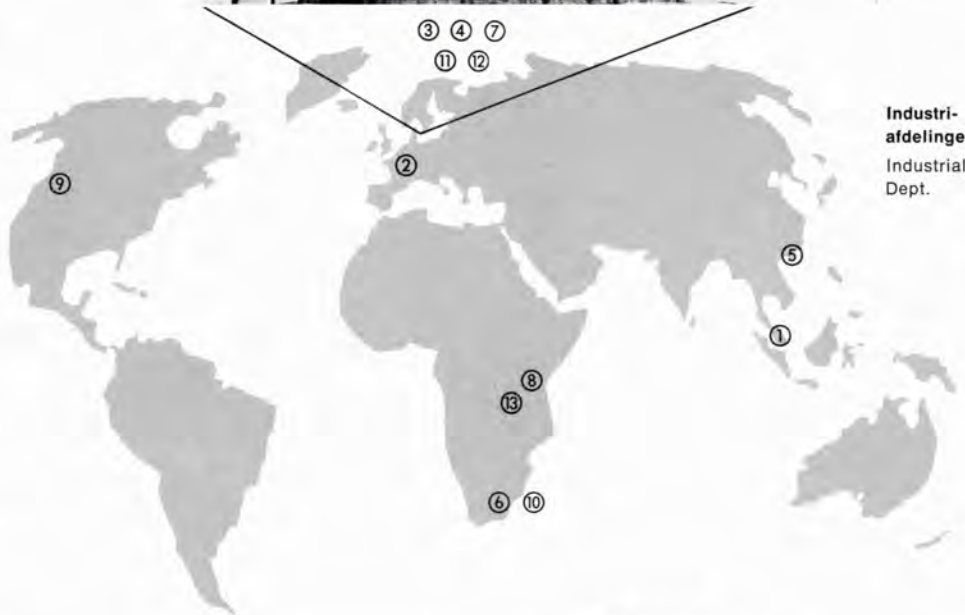 ③ ④ ⑦
⑪ ⑫
②
⑨
⑤
①
⑧
⑬
⑥ ⑩
Industri-
afdelinge
Industrial
Dept.